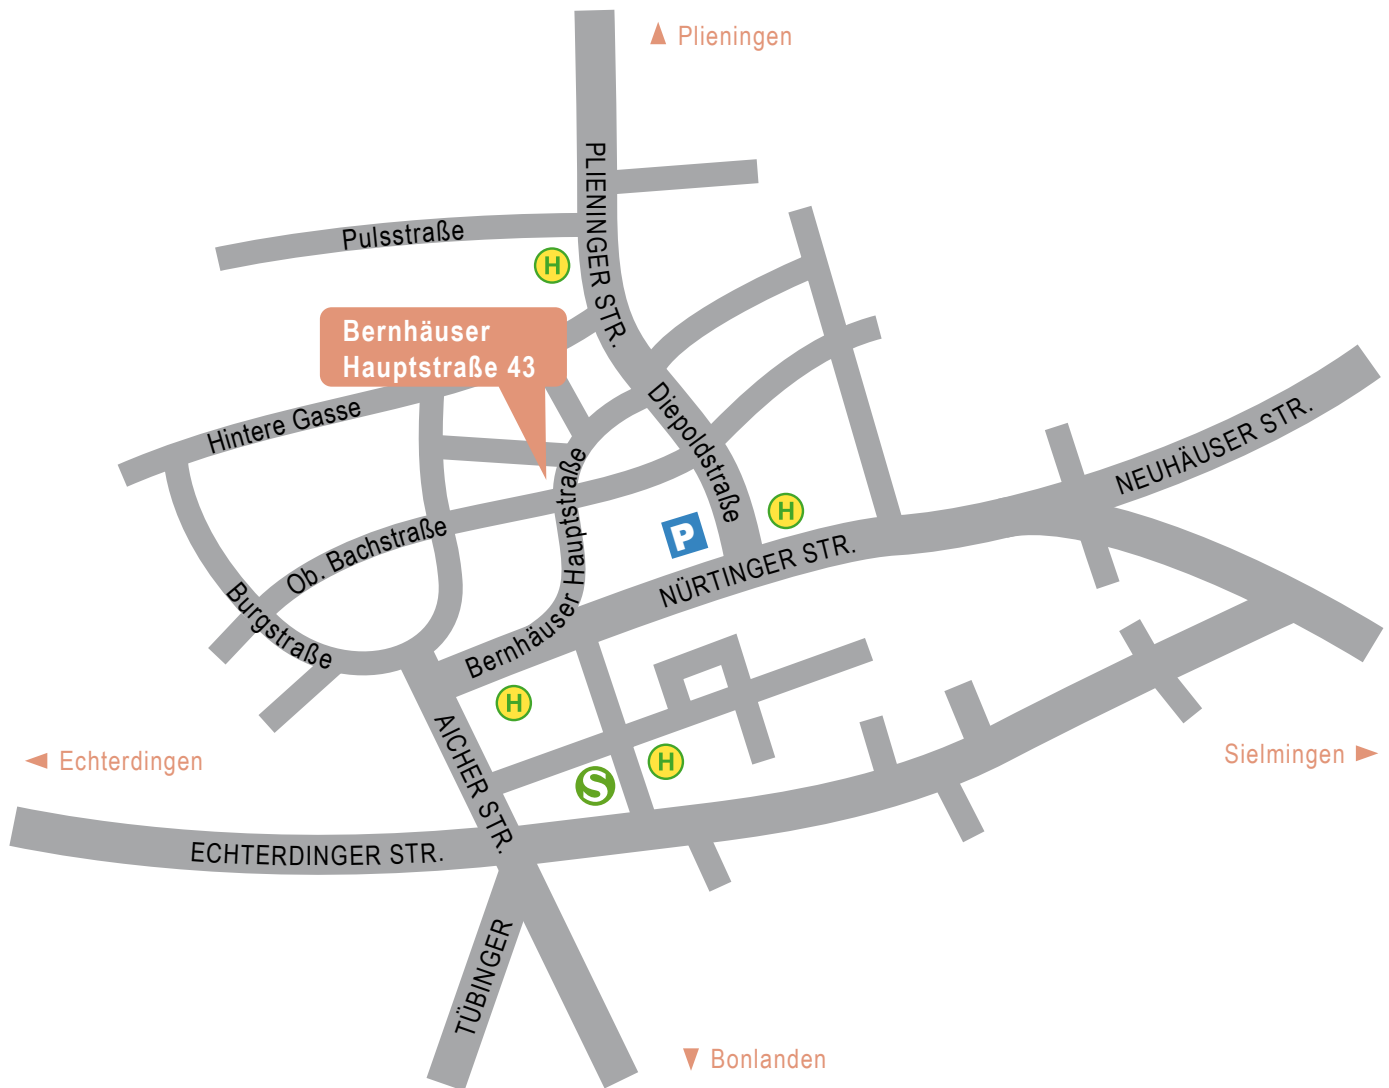 Plieningen
PLIENINGER STR.
Pulsstraße
H
Bernhäuser
Hauptstraße 43
Hintere Gasse
Diepoldstraße
NEUHÄUSER STR.
Bernhäuser Hauptstraße
H
P
Ob. Bachstraße
NÜRTINGER STR.
Burgstraße
H
AICHER STR.
H
S
Echterdingen
Sielmingen
ECHTERDINGER STR.
TÜBINGER
Bonlanden